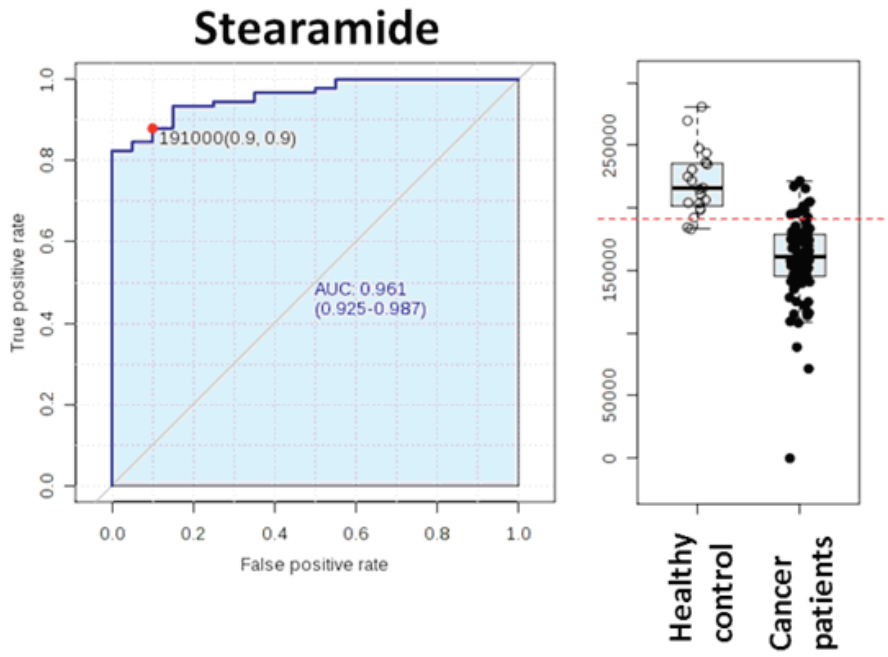 Stearamide
1.0
0.8
0.6
0.4
0.2
0.0
True positive rate
191000(0.9, 0.9)
AUC: 0.961
(0.925-0.987)
0.0 0.2 0.4 0.6 0.8 1.0
False positive rate
250000
150000
50000
0
Healthy
control
Cancer
patients